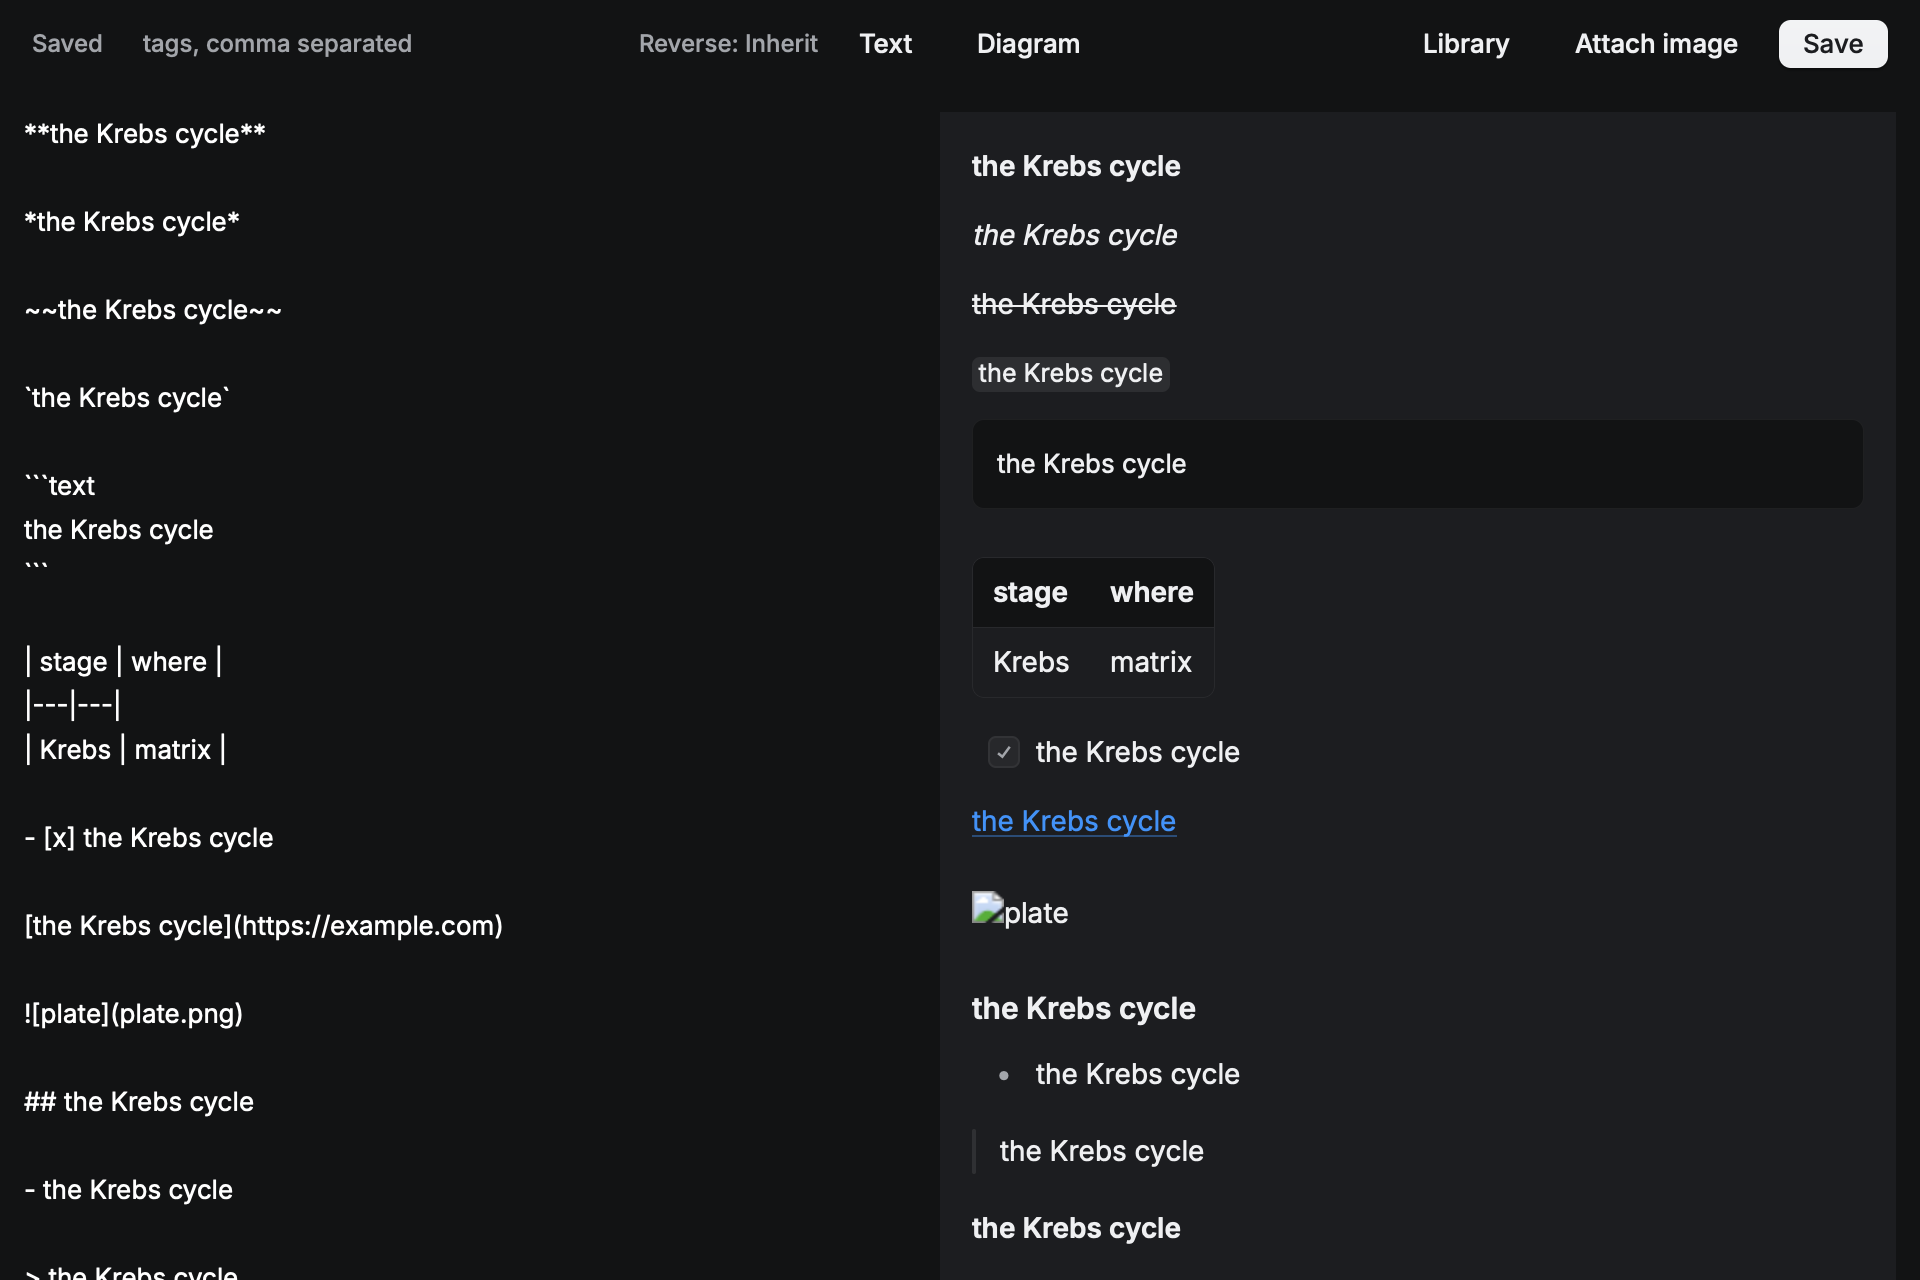 Saved tags, comma separated Reverse: Inherit Text Diagram Library Attach image Save
**the Krebs cycle**
*the Krebs cycle*
~~the Krebs cycle~~
`the Krebs cycle`
```text
the Krebs cycle
```
| stage | where |
|---|---|
| Krebs | matrix |
- [x] the Krebs cycle
[the Krebs cycle](https://example.com)
![plate](plate.png)
## the Krebs cycle
- the Krebs cycle
> the Krebs cycle
the Krebs cycle
the Krebs cycle
the Krebs cycle
the Krebs cycle
the Krebs cycle
stage where
Krebs matrix
the Krebs cycle
the Krebs cycle
plate
the Krebs cycle
• the Krebs cycle
the Krebs cycle
the Krebs cycle